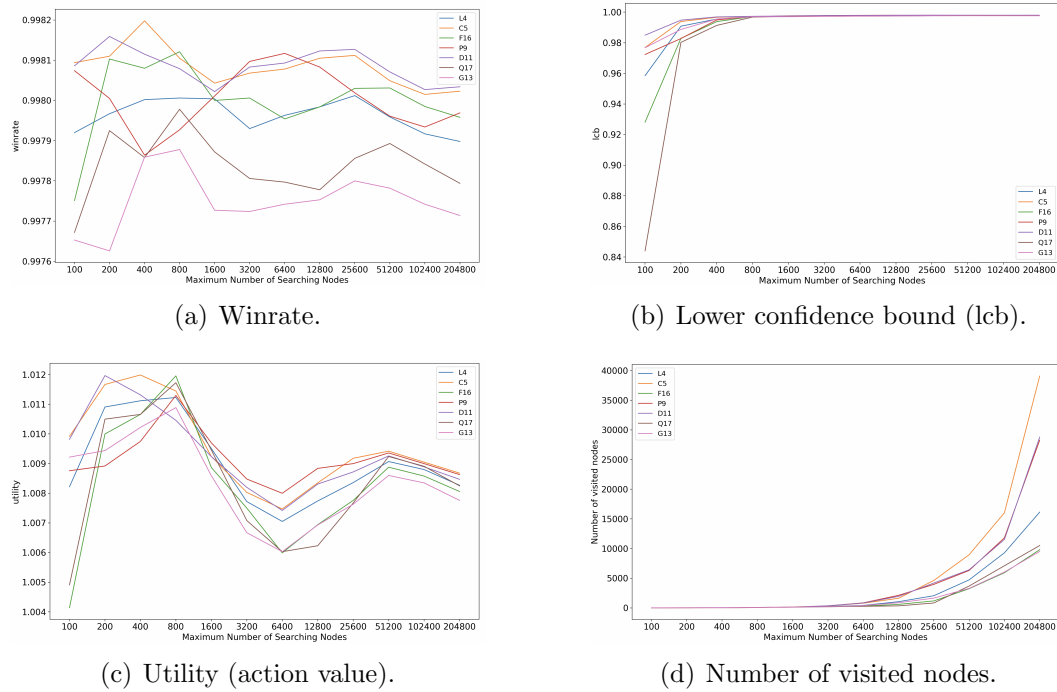 0.9982
0.9981
0.9980
0.9979
0.9978
0.9977
0.9976
winrate
L4
C5
F16
P9
D11
Q17
G13
100 200 400 800 1600 3200 6400 12800 25600 51200 102400 204800
Maximum Number of Searching Nodes
(a) Winrate.
1.00
0.98
0.96
0.94
0.92
0.90
0.88
0.86
0.84
lcb
L4
C5
F16
P9
D11
Q17
G13
100 200 400 800 1600 3200 6400 12800 25600 51200 102400 204800
Maximum Number of Searching Nodes
(b) Lower confidence bound (lcb).
1.012
1.011
1.010
1.009
1.008
1.007
1.006
1.005
1.004
utility
L4
C5
F16
P9
D11
Q17
G13
100 200 400 800 1600 3200 6400 12800 25600 51200 102400 204800
Maximum Number of Searching Nodes
(c) Utility (action value).
40000
35000
30000
25000
20000
15000
10000
5000
0
Number of visited nodes
L4
C5
F16
P9
D11
Q17
G13
100 200 400 800 1600 3200 6400 12800 25600 51200 102400 204800
Maximum Number of Searching Nodes
(d) Number of visited nodes.